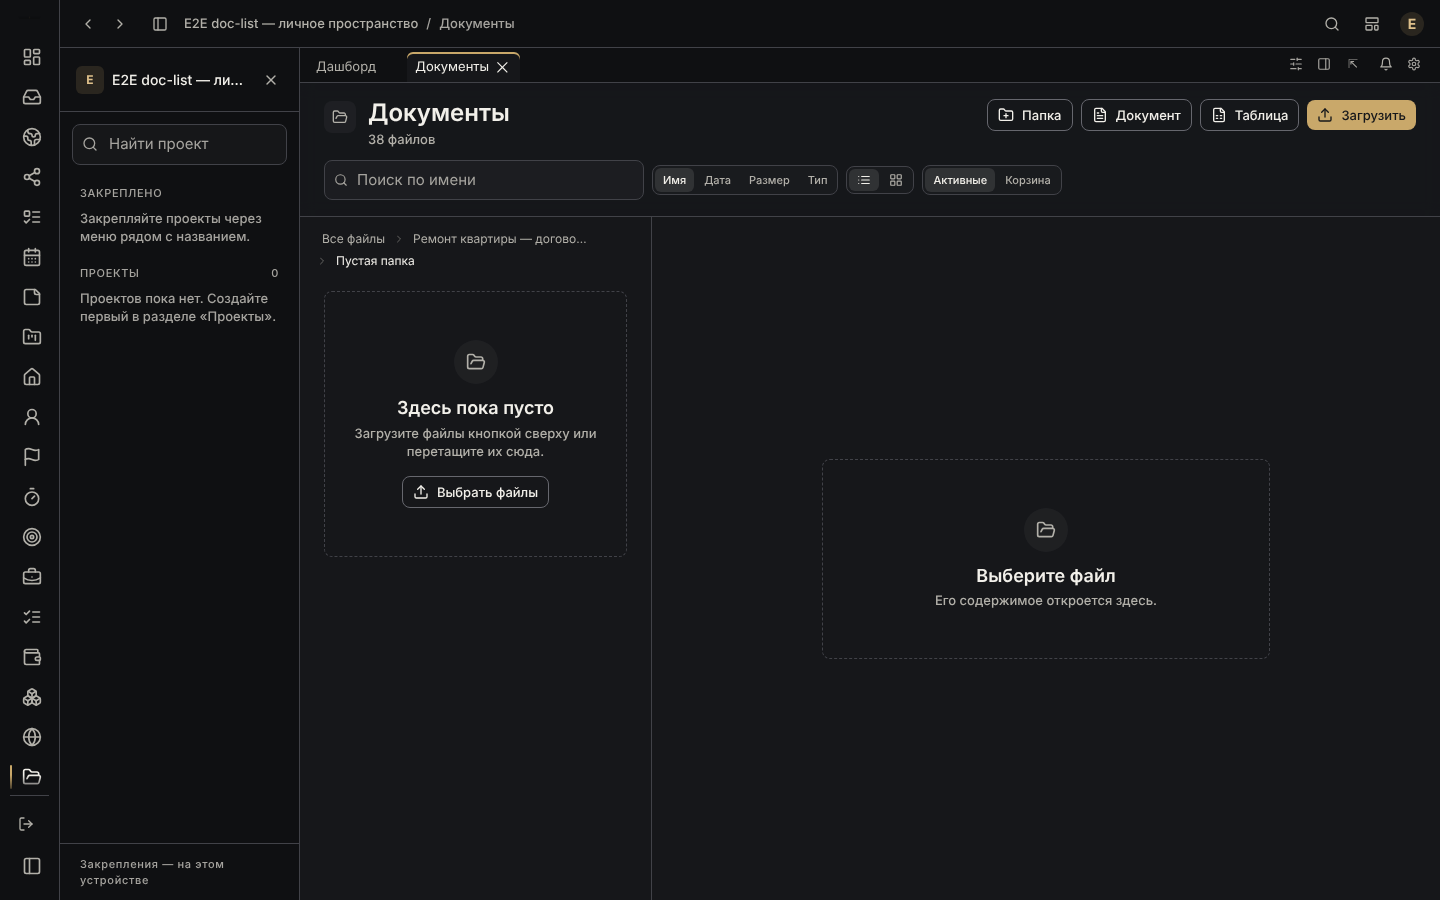 E2E doc-list — личное пространство / Документы
E
E
E2E doc-list — ли...
Найти проект
ЗАКРЕПЛЕНО
Закрепляйте проекты через
меню рядом с названием.
ПРОЕКТЫ 0
Проектов пока нет. Создайте
первый в разделе «Проекты».
Закрепления — на этом
устройстве
Дашборд
Документы
Документы
38 файлов
Папка
Документ
Таблица
Загрузить
Поиск по имени
Имя Дата Размер Тип
Активные Корзина
Все файлы
Ремонт квартиры — догово...
Пустая папка
Здесь пока пусто
Загрузите файлы кнопкой сверху или
перетащите их сюда.
Выбрать файлы
Выберите файл
Его содержимое откроется здесь.